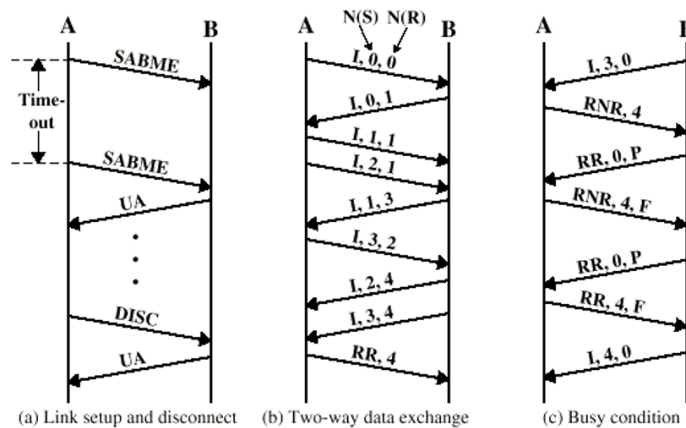 A
B
SABME
Time-
out
SABME
UA
DISC
UA
(a) Link setup and disconnect
N(S) N(R)
A
B
I, 0, 0
I, 0, 1
I, 1, 1
I, 2, 1
I, 1, 3
I, 3, 2
I, 2, 4
I, 3, 4
RR, 4
(b) Two-way data exchange
A
I, 3, 0
RNR, 4
RR, 0, P
RNR, 4, F
RR, 0, P
RR, 4, F
I, 4, 0
(c) Busy condition